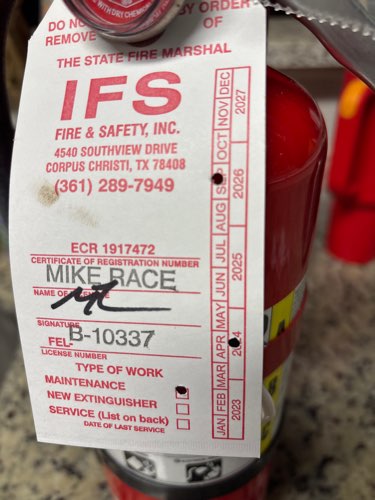 DO NO
BY ORDER
REMOVE
OF
THE STATE FIRE MARSHAL
IFS
FIRE & SAFETY, INC.
4540 SOUTHVIEW DRIVE
CORPUS CHRISTI, TX 78408
(361) 289-7949
ECR 1917472
CERTIFICATE OF REGISTRATION NUMBER
MIKE RACE
NAME OF
SIGNATURE
FEL- B-10337
LICENSE NUMBER
TYPE OF WORK
MAINTENANCE
NEW EXTINGUISHER
SERVICE (List on back)
DATE OF LAST SERVICE
JAN FEB MAR APR MAY JUN JUL AUG SEP OCT NOV DEC
2023 2024 2025 2026 2027